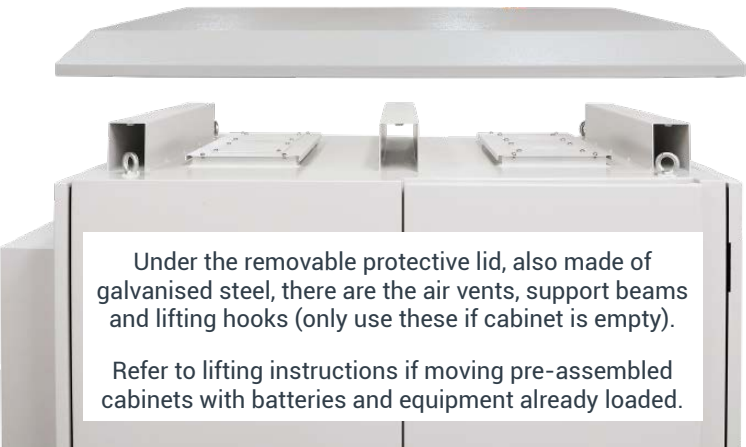 Under the removable protective lid, also made of
galvanised steel, there are the air vents, support beams
and lifting hooks (only use these if cabinet is empty).
Refer to lifting instructions if moving pre-assembled
cabinets with batteries and equipment already loaded.